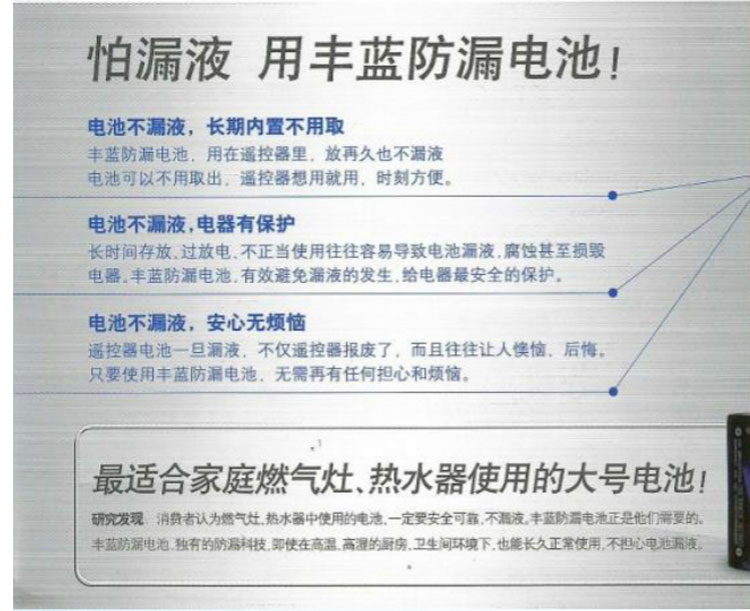 怕漏液 用丰蓝防漏电池!
电池不漏液，长期内置不用取
丰蓝防漏电池，用在遥控器里，放再久也不漏液
电池可以不用取出，遥控器想用就用，时刻方便。
电池不漏液，电器有保护
长时间存放、过放电、不正当使用往往容易导致电池漏液，腐蚀甚至损毁
电器。丰蓝防漏电池，有效避免漏液的发生，给电器最安全的保护。
电池不漏液，安心无烦恼
遥控器电池一旦漏液，不仅遥控器报废了，而且往往让人懊恼、后悔。
只要使用丰蓝防漏电池，无需再有任何担心和烦恼。
最适合家庭燃气灶、热水器使用的大号电池!
研究发现 消费者认为燃气灶、热水器中使用的电池，一定要安全可靠，不漏液。丰蓝防漏电池正是他们需要的。
丰蓝防漏电池，独有的防漏科技，即使在高温、高湿的厨房、卫生间环境下，也能长久正常使用，不担心电池漏液。